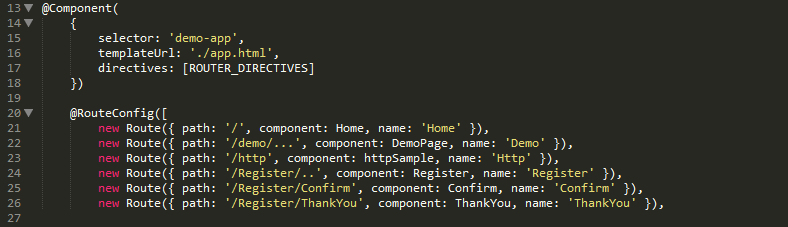 13 @Component(
14 {
15 selector: 'demo-app',
16 templateUrl: './app.html',
17 directives: [ROUTER_DIRECTIVES]
18 })
19
20 @RouteConfig([
21 new Route({ path: '/', component: Home, name: 'Home' }),
22 new Route({ path: '/demo/...', component: DemoPage, name: 'Demo' }),
23 new Route({ path: '/http', component: httpSample, name: 'Http' }),
24 new Route({ path: '/Register/..', component: Register, name: 'Register' }),
25 new Route({ path: '/Register/Confirm', component: Confirm, name: 'Confirm' }),
26 new Route({ path: '/Register/ThankYou', component: ThankYou, name: 'ThankYou' }),
27